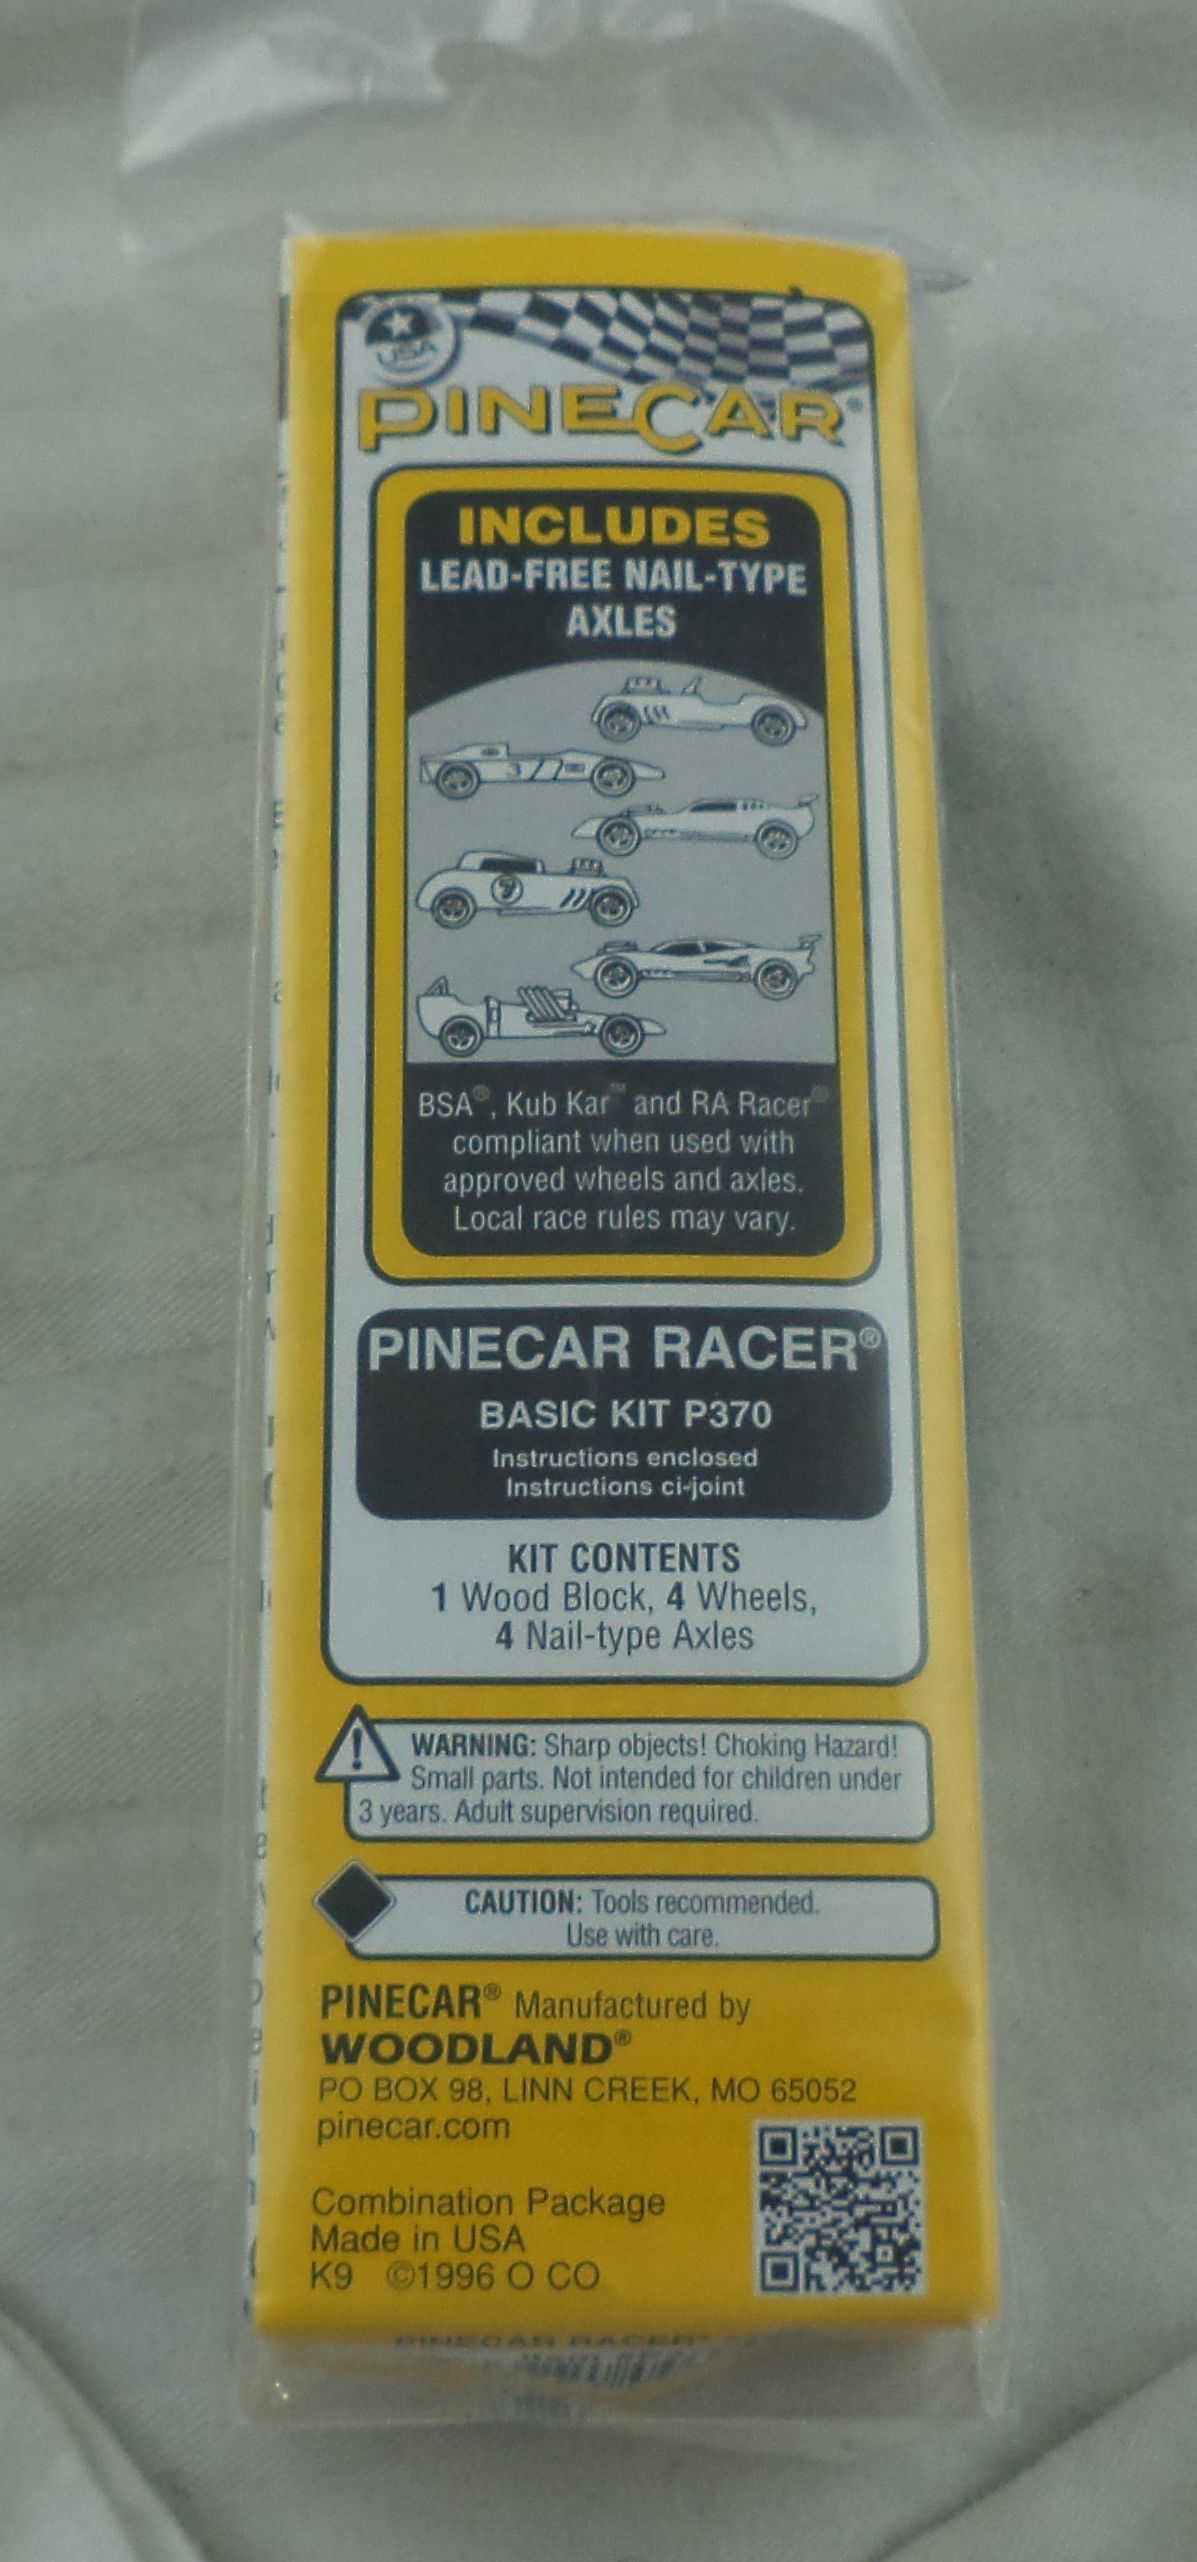 USA
PINECAR®
INCLUDES
LEAD-FREE NAIL-TYPE
AXLES
7
BSA®, Kub Kar™ and RA Racer®
compliant when used with
approved wheels and axles.
Local race rules may vary.
PINECAR RACER®
BASIC KIT P370
Instructions enclosed
Instructions ci-joint
KIT CONTENTS
1 Wood Block, 4 Wheels,
4 Nail-type Axles
WARNING: Sharp objects! Choking Hazard!
Small parts. Not intended for children under
3 years. Adult supervision required.
CAUTION: Tools recommended.
Use with care.
PINECAR® Manufactured by
WOODLAND®
PO BOX 98, LINN CREEK, MO 65052
pinecar.com
Combination Package
Made in USA
K9 ©1996 O CO
PINECAR RACER®